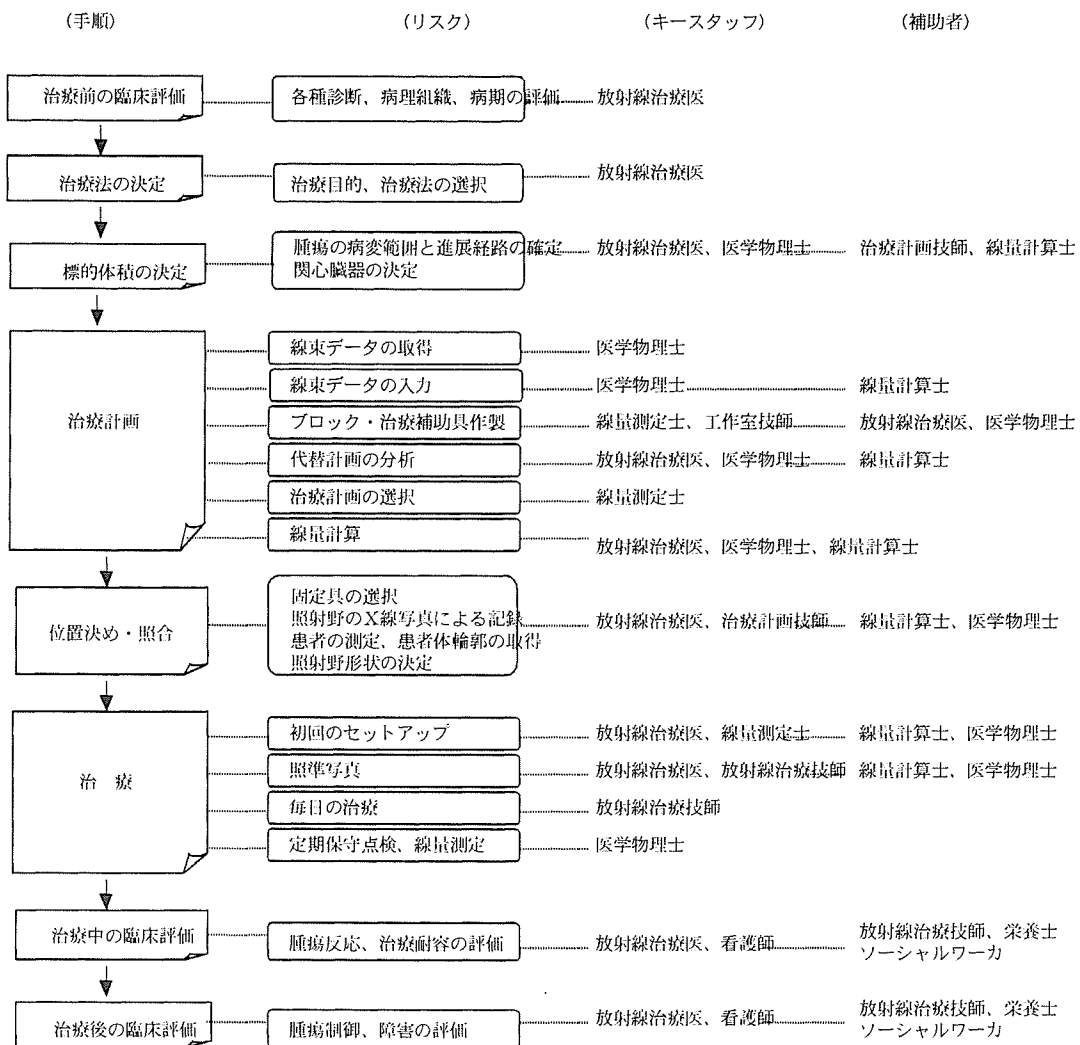 (手順) (リスク) (キースタッフ) (補助者)
治療前の臨床評価 各種診断、病理組織、病期の評価 放射線治療医
治療法の決定 治療目的、治療法の選択 放射線治療医
標的体積の決定 腫瘍の病変範囲と進展経路の確定 放射線治療医、医学物理士 治療計画技師、線量計算士
関心臓器の決定
治療計画
線束データの取得 医学物理士
線束データの入力 医学物理士 線量計算士
ブロック・治療補助具作製 線量測定士、工作室技師 放射線治療医、医学物理士
代替計画の分析 放射線治療医、医学物理士 線量計算士
治療計画の選択 線量測定士
線量計算 放射線治療医、医学物理士、線量計算士
位置決め・照合
固定具の選択
照射野のX線写真による記録 放射線治療医、治療計画技師 線量計算士、医学物理士
患者の測定、患者体輪郭の取得
照射野形状の決定
治 療
初回のセットアップ 放射線治療医、線量測定士 線量計算士、医学物理士
照準写真 放射線治療医、放射線治療技師 線量計算士、医学物理士
毎日の治療 放射線治療技師
定期保守点検、線量測定 医学物理士
治療中の臨床評価 腫瘍反応、治療耐容の評価 放射線治療医、看護師 放射線治療技師、栄養士
ソーシャルワーカ
治療後の臨床評価 腫瘍制御、障害の評価 放射線治療医、看護師 放射線治療技師、栄養士
ソーシャルワーカ